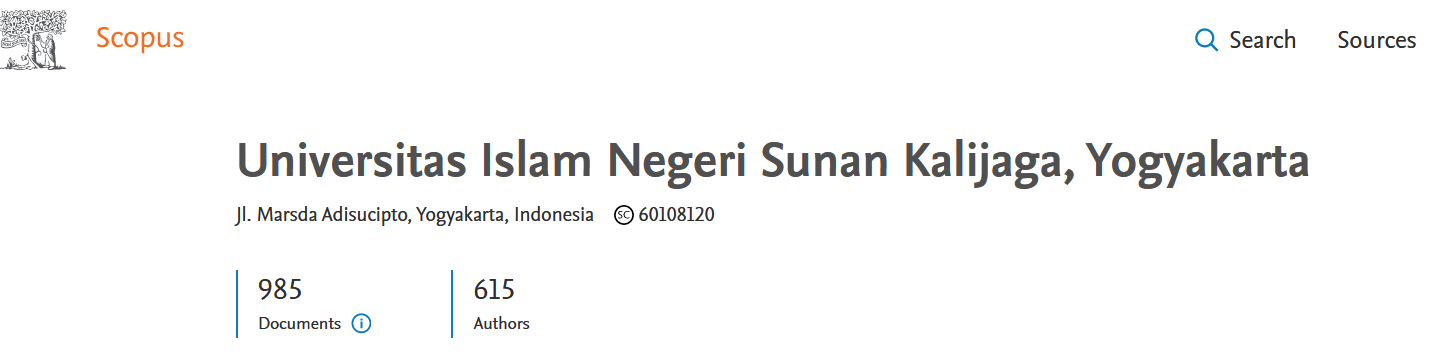 Scopus
Search Sources
Universitas Islam Negeri Sunan Kalijaga, Yogyakarta
Jl. Marsda Adisucipto, Yogyakarta, Indonesia SC 60108120
985 615
Documents i Authors